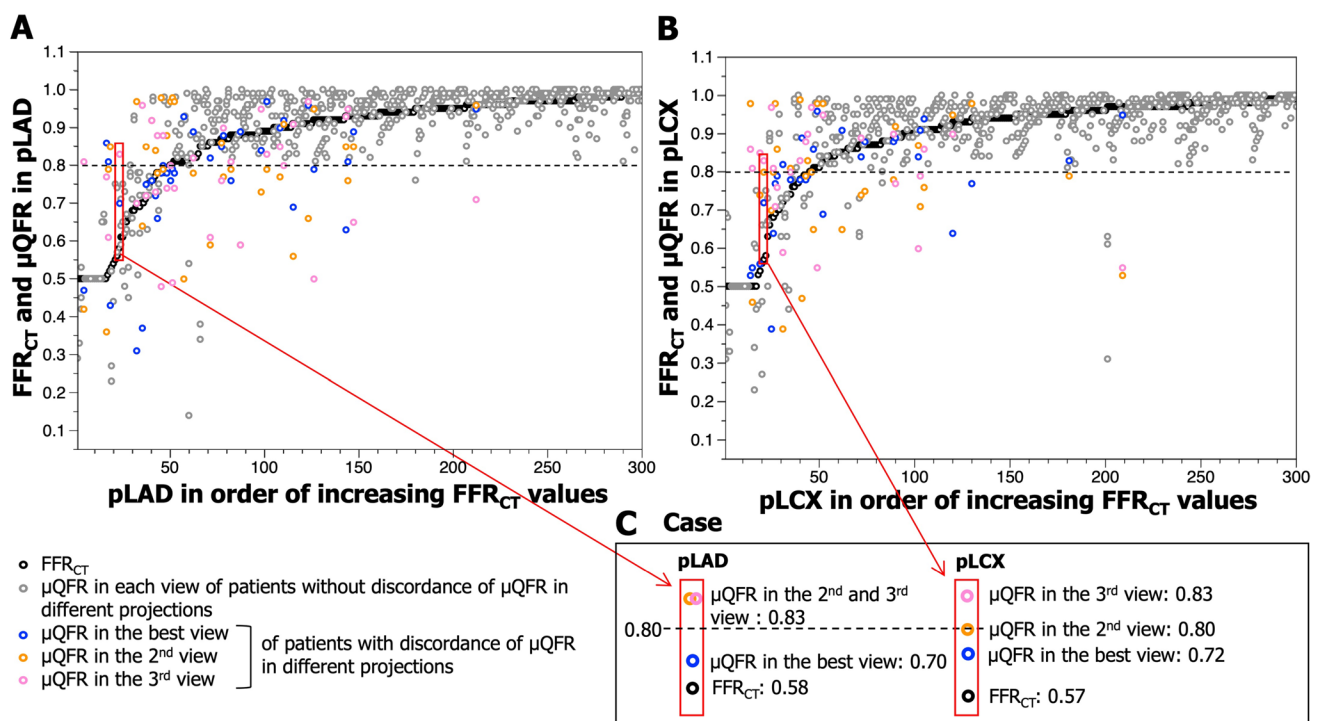 A
B
1.1
1.0
0.9
0.8
0.7
0.6
0.5
0.4
0.3
0.2
0.1
FFRCT and µQFR in pLAD
50
100
150
200
250
300
pLAD in order of increasing FFRCT values
1.1
1.0
0.9
0.8
0.7
0.6
0.5
0.4
0.3
0.2
0.1
FFRCT and µQFR in pLCX
50
100
150
200
250
300
pLCX in order of increasing FFRCT values
FFRCT
µQFR in each view of patients without discordance of µQFR in
different projections
µQFR in the best view
µQFR in the 2nd view
µQFR in the 3rd view
of patients with discordance of µQFR
in different projections
C Case
pLAD
µQFR in the 2nd and 3rd
view : 0.83
0.80
µQFR in the best view: 0.70
FFRCT: 0.58
pLCX
µQFR in the 3rd view: 0.83
µQFR in the 2nd view: 0.80
µQFR in the best view: 0.72
FFRCT: 0.57